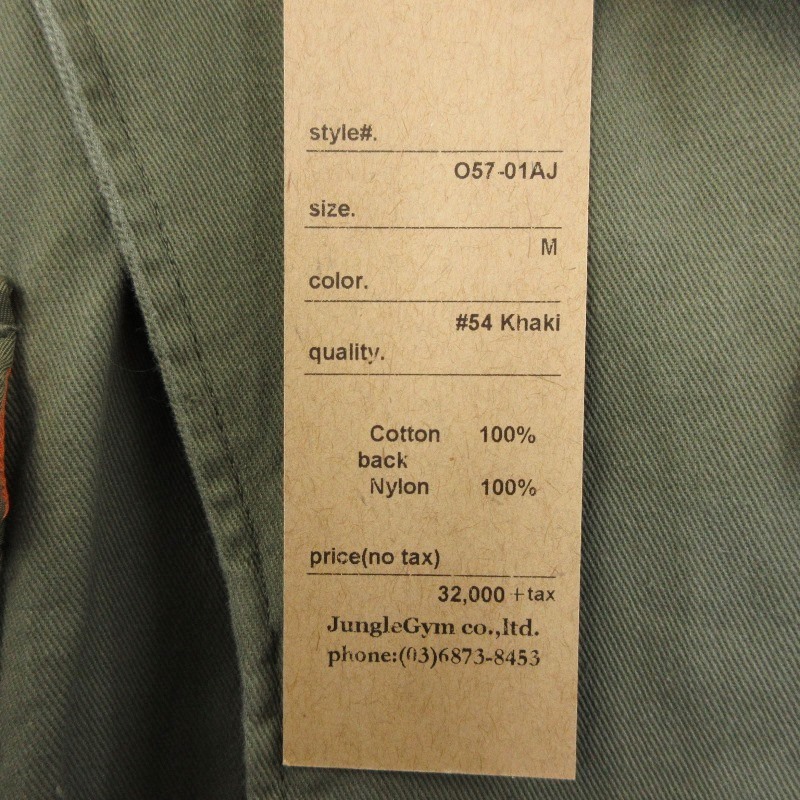 style#.
O57-01AJ
size.
M
color.
#54 Khaki
quality.
Cotton 100%
back
Nylon 100%
price(no tax)
32,000 +tax
JungleGym co.,ltd.
phone:(03)6873-8453